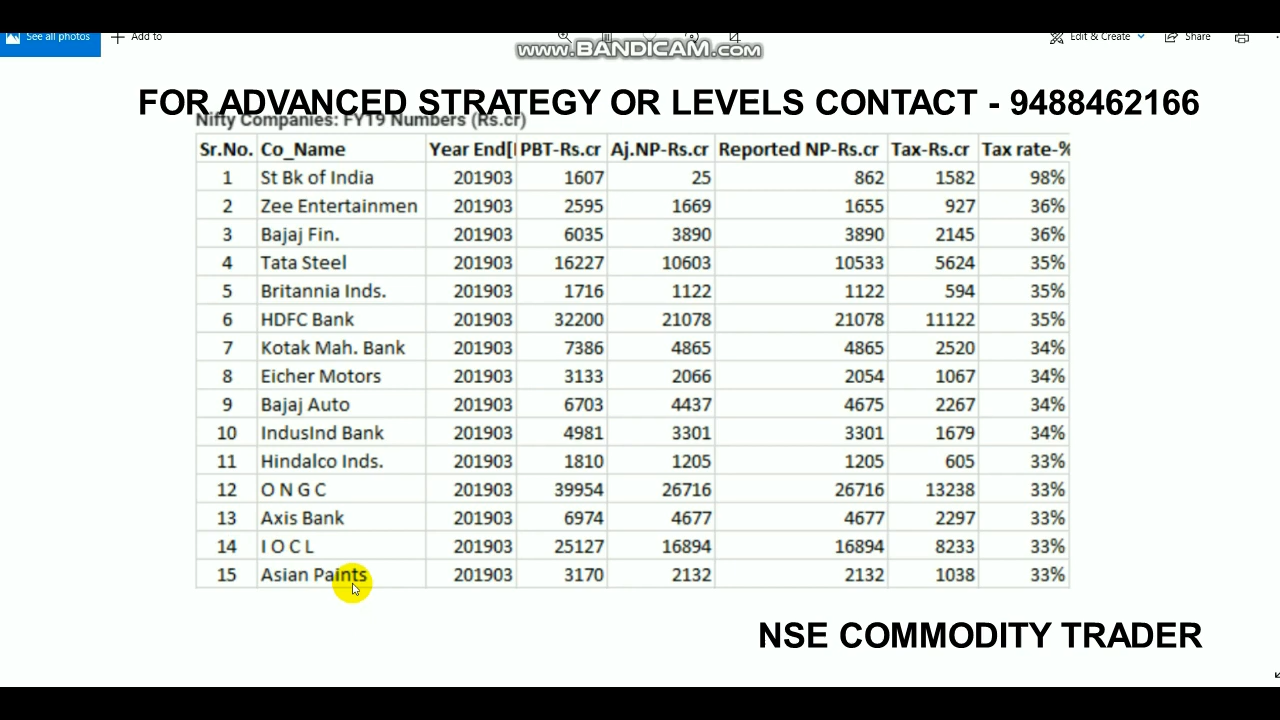 See all photos Add to Edit & Create Share
www.BANDICAM.com
FOR ADVANCED STRATEGY OR LEVELS CONTACT - 9488462166
Nifty Companies: FY19 Numbers (Rs.cr)
Sr.No. Co_Name Year End[ PBT-Rs.cr Aj.NP-Rs.cr Reported NP-Rs.cr Tax-Rs.cr Tax rate-%
1 St Bk of India 201903 1607 25 862 1582 98%
2 Zee Entertainmen 201903 2595 1669 1655 927 36%
3 Bajaj Fin. 201903 6035 3890 3890 2145 36%
4 Tata Steel 201903 16227 10603 10533 5624 35%
5 Britannia Inds. 201903 1716 1122 1122 594 35%
6 HDFC Bank 201903 32200 21078 21078 11122 35%
7 Kotak Mah. Bank 201903 7386 4865 4865 2520 34%
8 Eicher Motors 201903 3133 2066 2054 1067 34%
9 Bajaj Auto 201903 6703 4437 4675 2267 34%
10 IndusInd Bank 201903 4981 3301 3301 1679 34%
11 Hindalco Inds. 201903 1810 1205 1205 605 33%
12 O N G C 201903 39954 26716 26716 13238 33%
13 Axis Bank 201903 6974 4677 4677 2297 33%
14 I O C L 201903 25127 16894 16894 8233 33%
15 Asian Paints 201903 3170 2132 2132 1038 33%
NSE COMMODITY TRADER